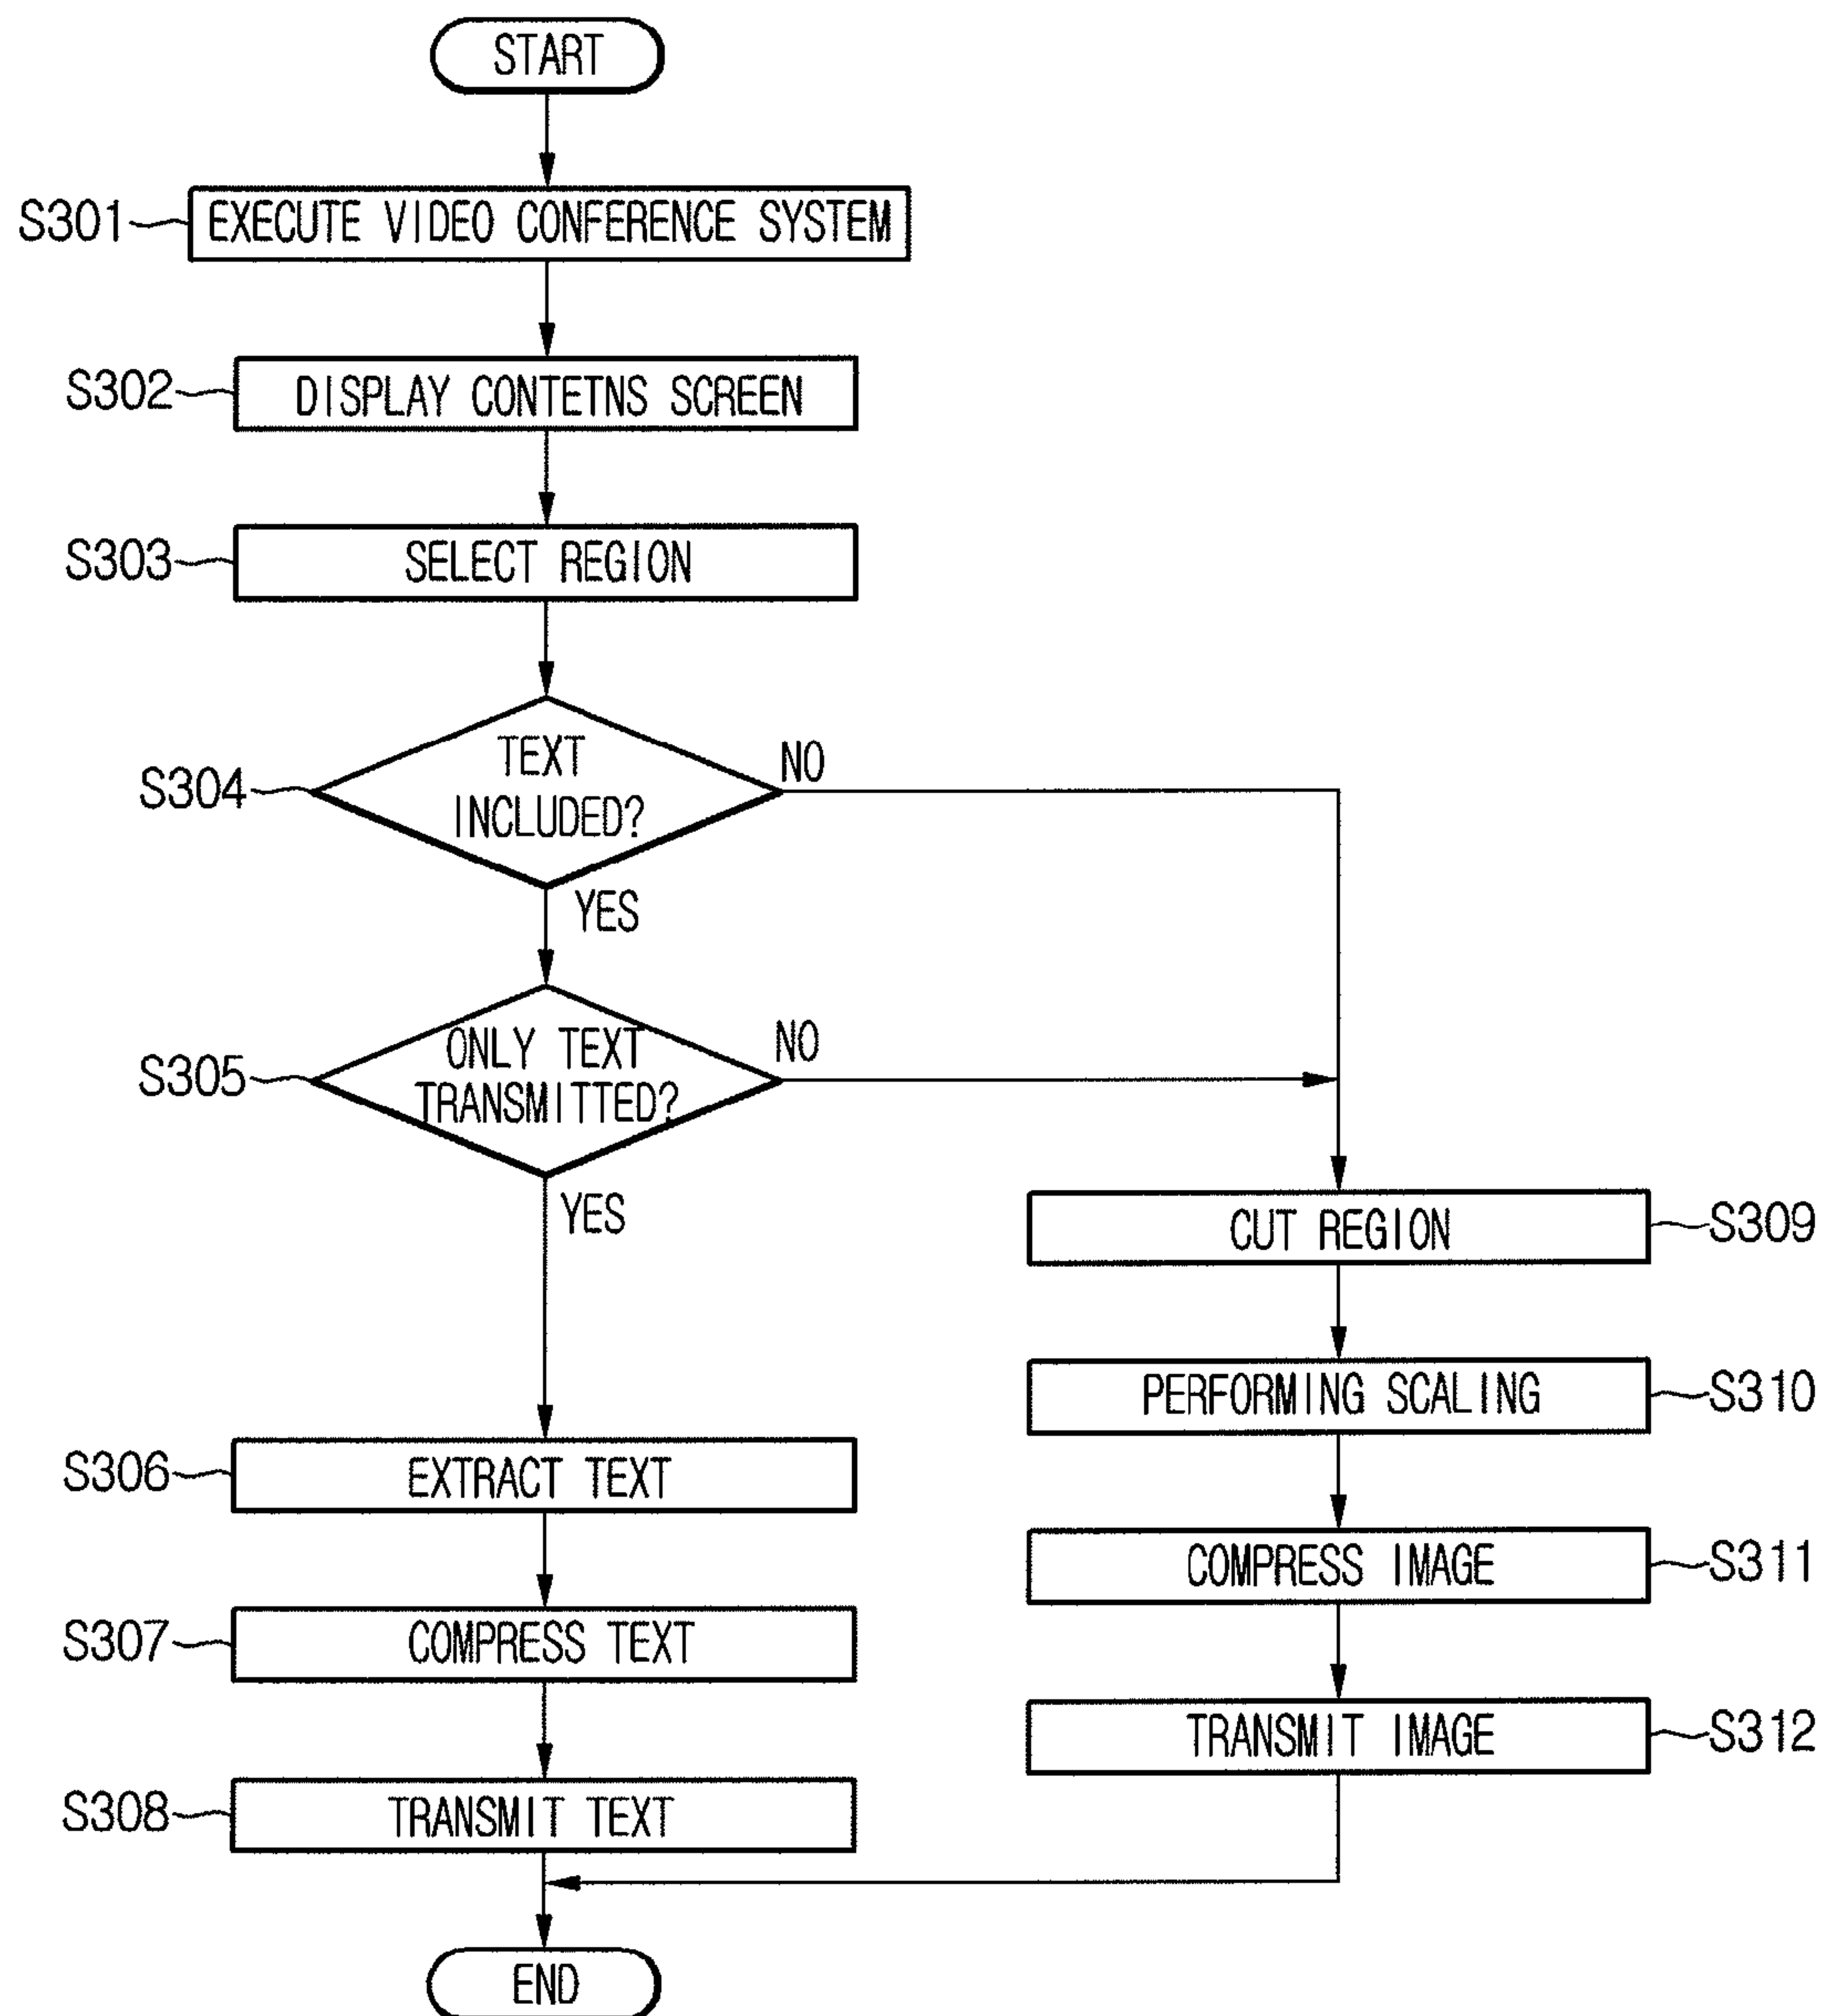 START
S301
EXECUTE VIDEO CONFERENCE SYSTEM
S302
DISPLAY CONTETNS SCREEN
S303
SELECT REGION
S304
TEXT
INCLUDED?
NO
YES
S305
ONLY TEXT
TRANSMITTED?
NO
YES
S306
EXTRACT TEXT
S307
COMPRESS TEXT
S308
TRANSMIT TEXT
CUT REGION
S309
PERFORMING SCALING
S310
COMPRESS IMAGE
S311
TRANSMIT IMAGE
S312
END